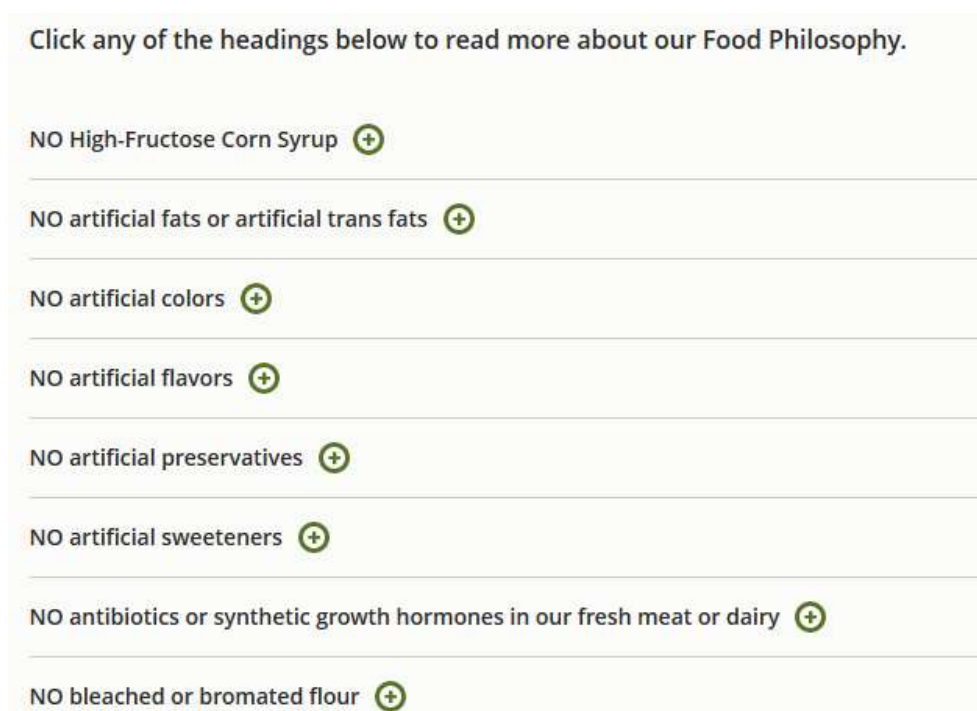 Click any of the headings below to read more about our Food Philosophy.
NO High-Fructose Corn Syrup
NO artificial fats or artificial trans fats
NO artificial colors
NO artificial flavors
NO artificial preservatives
NO artificial sweeteners
NO antibiotics or synthetic growth hormones in our fresh meat or dairy
NO bleached or bromated flour